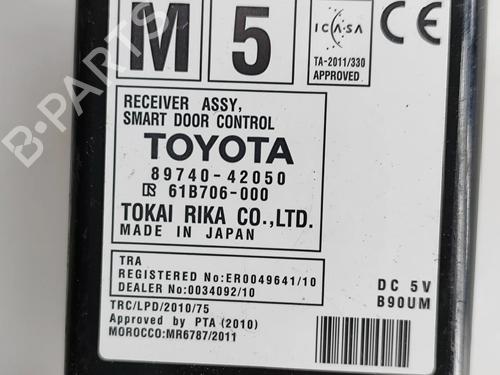 M 5
ICASA
TA-2011/330
APPROVED
CE
RECEIVER ASSY,
SMART DOOR CONTROL
TOYOTA
89740-42050
61B706-000
TOKAI RIKA CO.,LTD.
MADE IN JAPAN
TRA
REGISTERED No:ER0049641/10
DEALER No:0034092/10
DC 5V
B90UM
TRC/LPD/2010/75
Approved by PTA (2010)
MOROCCO:MR6787/2011
B-PARTS